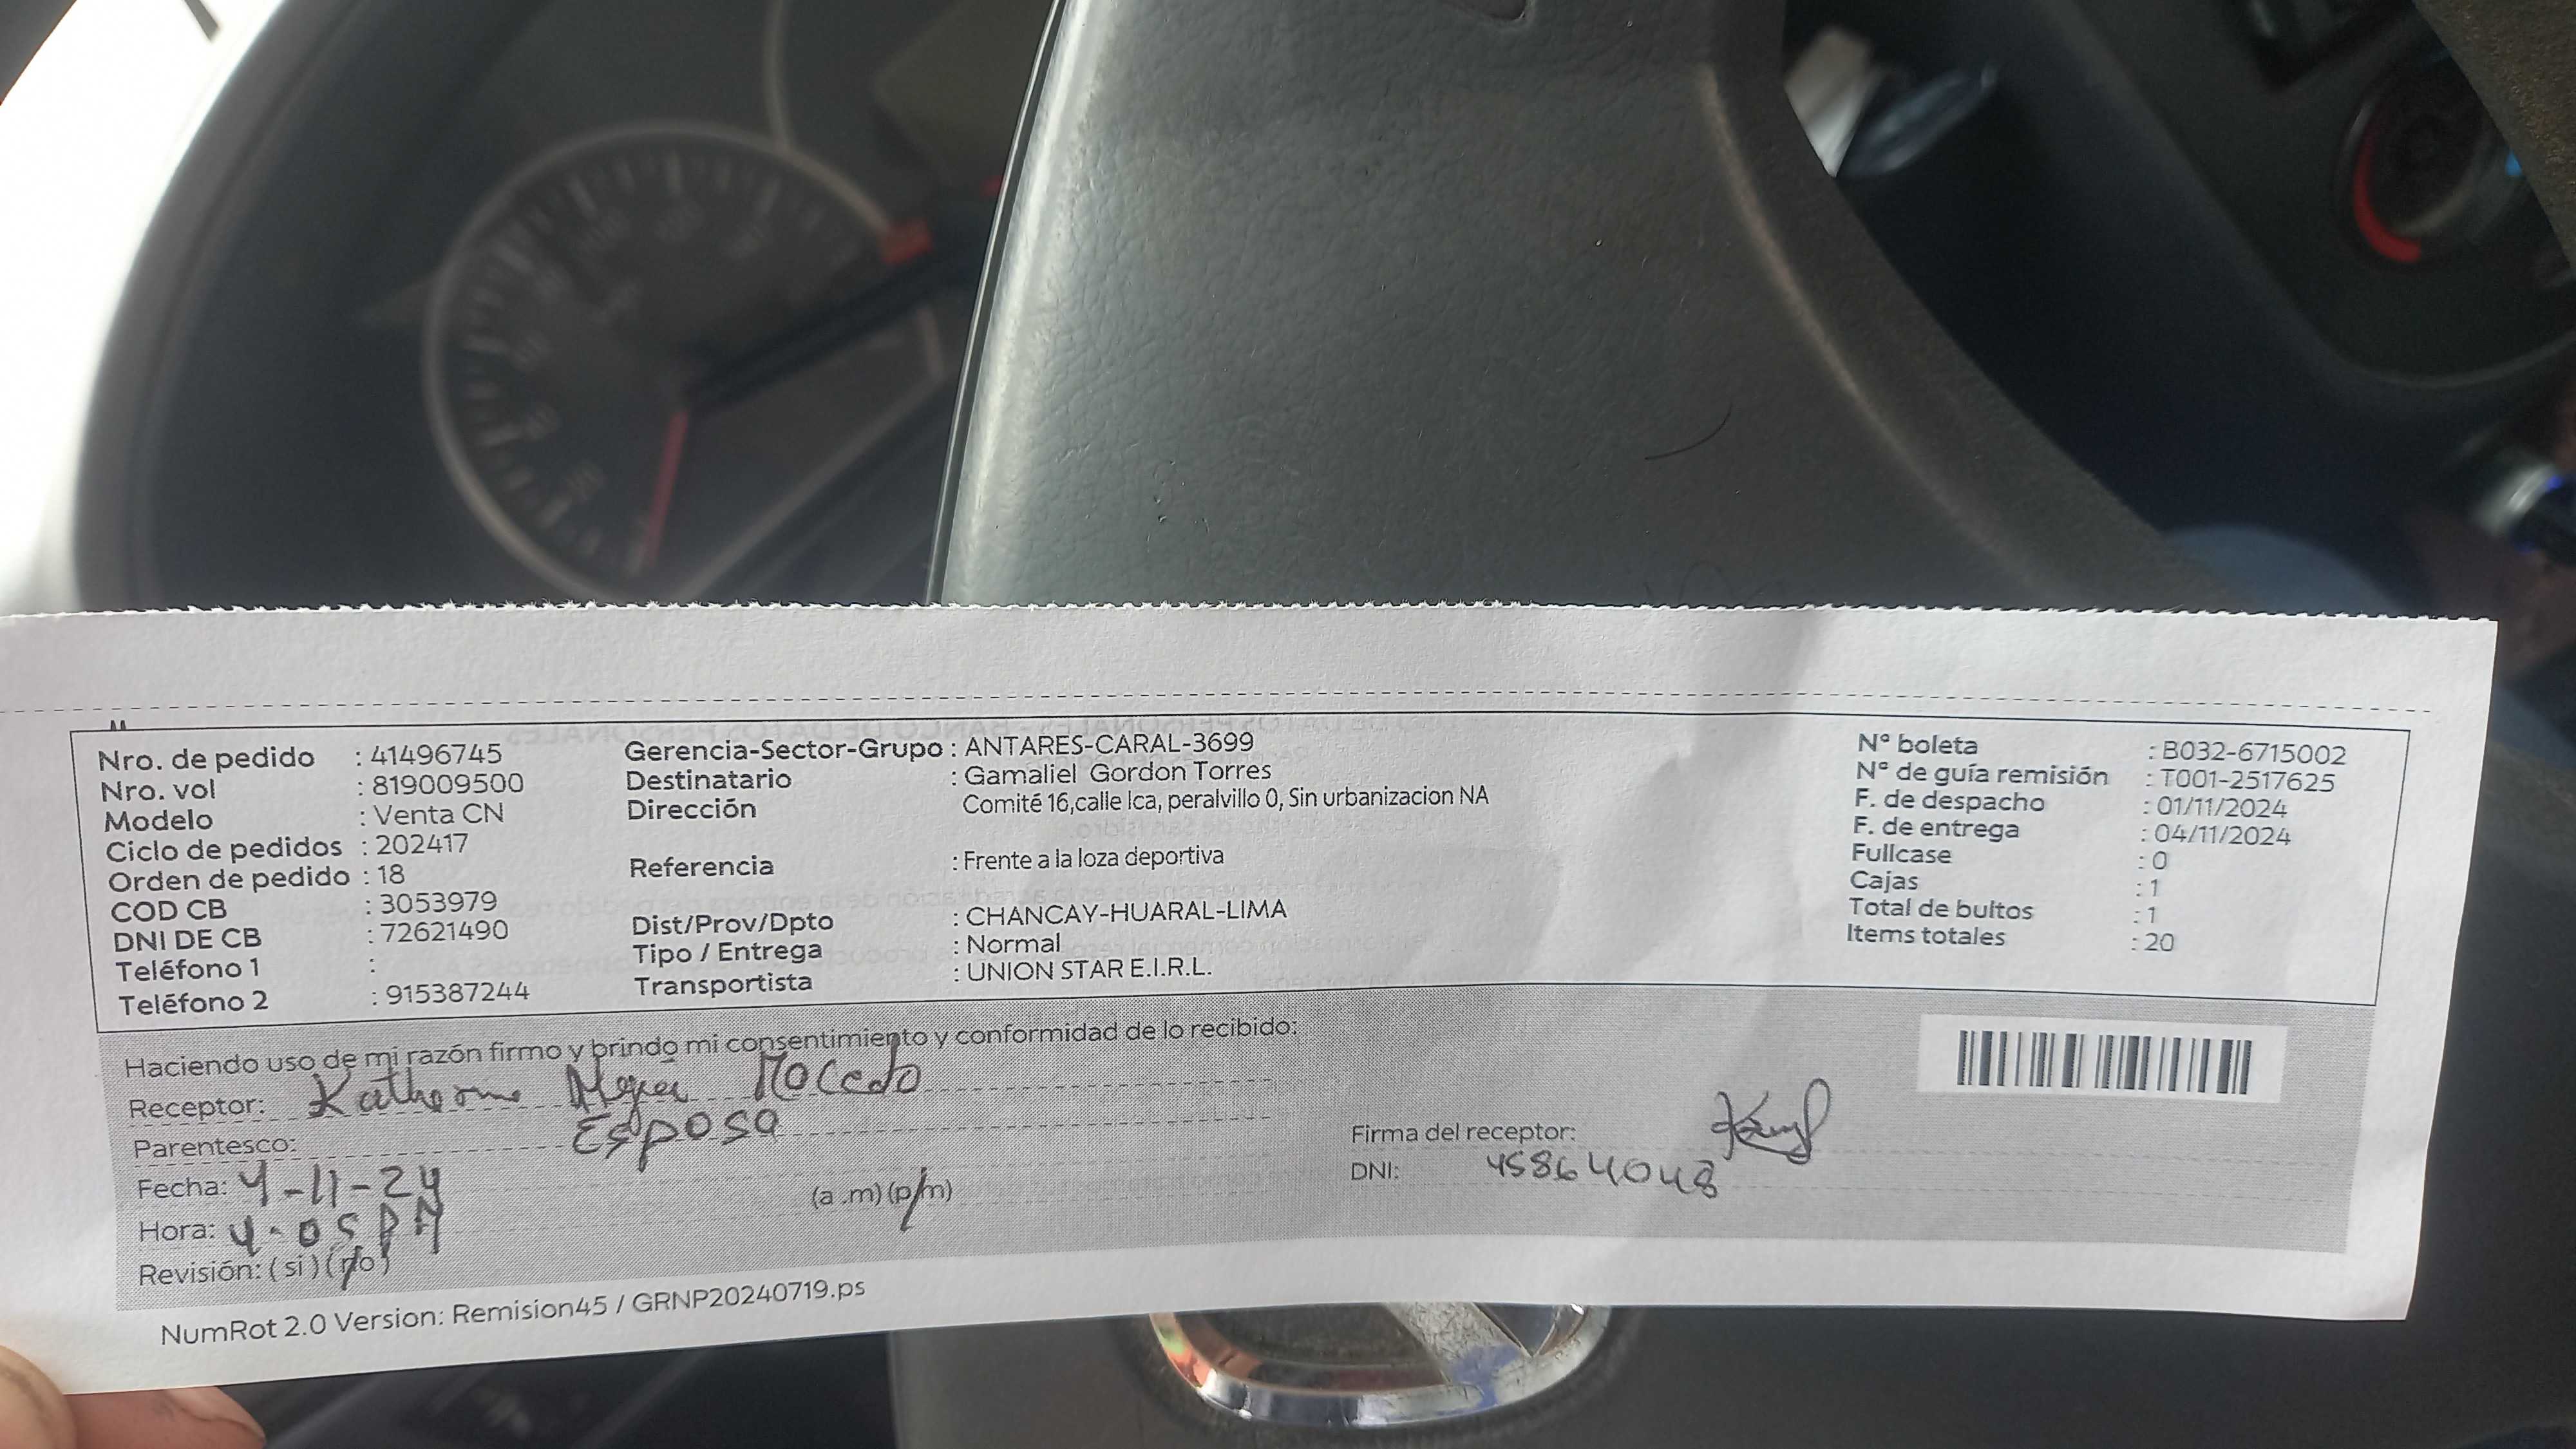 Nro. de pedido : 41496745
Nro. vol : 819009500
Modelo : Venta CN
Ciclo de pedidos : 202417
Orden de pedido : 18
COD CB : 3053979
DNI DE CB : 72621490
Teléfono 1 :
Teléfono 2 : 915387244
Gerencia-Sector-Grupo : ANTARES-CARAL-3699
Destinatario : Gamaliel Gordon Torres
Dirección Comité 16,calle Ica, peralvillo 0, Sin urbanizacion NA
Referencia : Frente a la loza deportiva
Dist/Prov/Dpto : CHANCAY-HUARAL-LIMA
Tipo / Entrega : Normal
Transportista : UNION STAR E.I.R.L.
N° boleta : B032-6715002
N° de guía remisión : T001-2517625
F. de despacho : 01/11/2024
F. de entrega : 04/11/2024
Fullcase : 0
Cajas : 1
Total de bultos : 1
Items totales : 20
Haciendo uso de mi razón firmo y brindo mi consentimiento y conformidad de lo recibido:
Receptor: Katherine
Parentesco: Esposa
Fecha: 4-11-24
Hora: 4-05 PM (a .m) (p/m)
Revisión: (si) (no)
Firma del receptor:
DNI: 45864048
NumRot 2.0 Version: Remision45 / GRNP20240719.ps